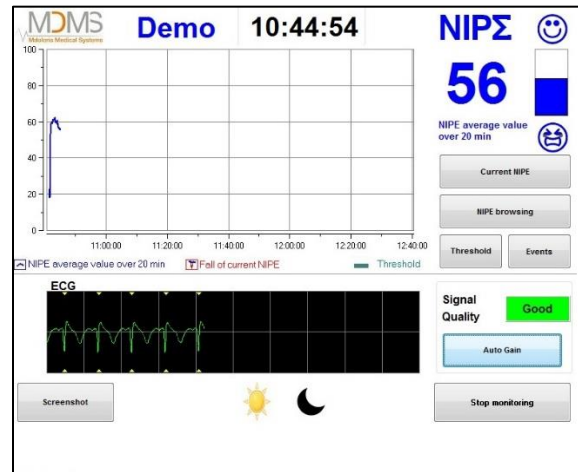 MDMS
Mdoloris Medical Systems
Demo
10:44:54
NIPΣ
100
80
60
40
20
0
11:00:00 11:20:00 11:40:00 12:00:00 12:20:00 12:40:00
NIPE average value over 20 min
Fall of current NIPE
Threshold
56
NIPE average value
over 20 min
Current NIPE
NIPE browsing
Threshold
Events
ECG
Signal
Quality
Good
Auto Gain
Screenshot
Stop monitoring